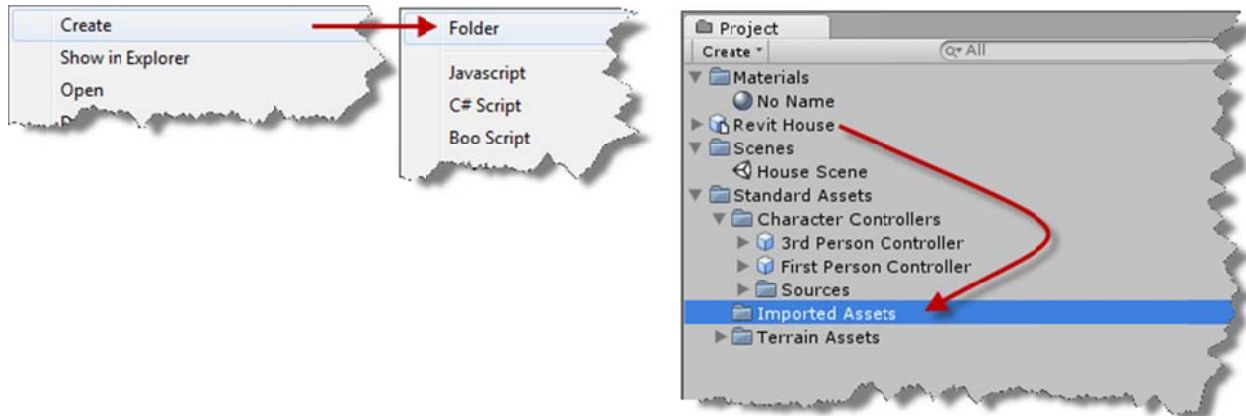 Create
Show in Explorer
Open
Folder
Javascript
C# Script
Boo Script
Project
Create
All
Materials
No Name
Revit House
Scenes
House Scene
Standard Assets
Character Controllers
3rd Person Controller
First Person Controller
Sources
Imported Assets
Terrain Assets